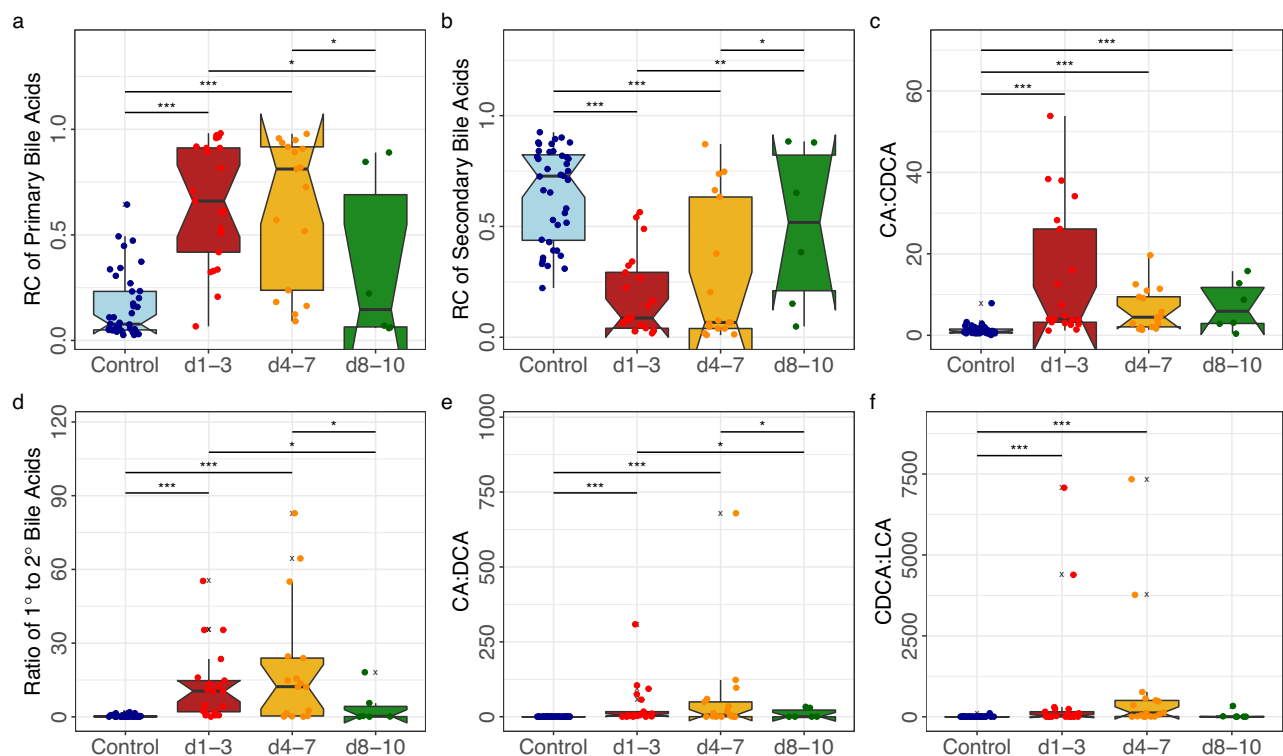 a
RC of Primary Bile Acids
0.0
0.5
1.0
***
***
*
*
Control
d1−3
d4−7
d8−10
b
RC of Secondary Bile Acids
0.0
0.5
1.0
***
***
**
*
Control
d1−3
d4−7
d8−10
c
CA:CDCA
0
20
40
60
***
***
***
Control
d1−3
d4−7
d8−10
d
Ratio of 1° to 2° Bile Acids
0
30
60
90
120
***
***
*
*
Control
d1−3
d4−7
d8−10
e
CA:DCA
0
250
500
750
1000
***
***
*
*
Control
d1−3
d4−7
d8−10
f
CDCA:LCA
0
2500
5000
7500
***
***
Control
d1−3
d4−7
d8−10